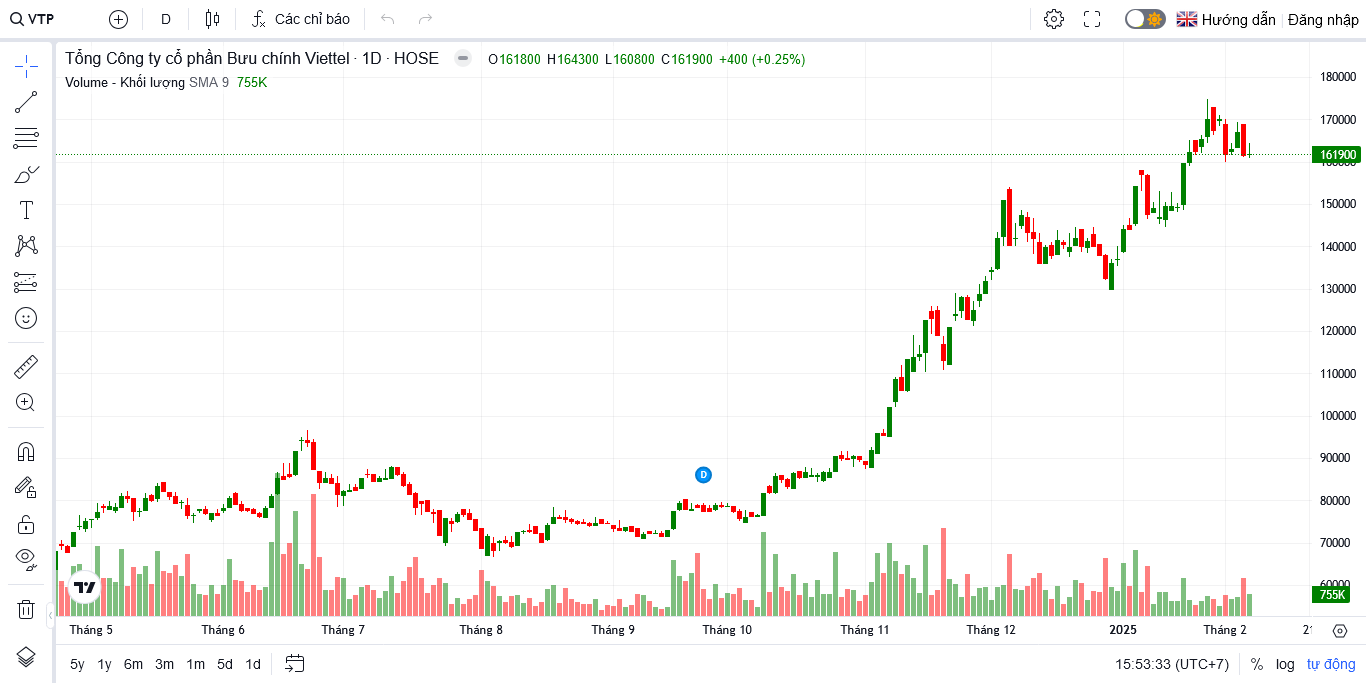 VTP
D
Các chỉ báo
Hướng dẫn
Đăng nhập
Tổng Công ty cổ phần Bưu chính Viettel · 1D · HOSE
O161800 H164300 L160800 C161900 +400 (+0.25%)
Volume - Khối lượng SMA 9 755K
180000
170000
161900
160000
150000
140000
130000
120000
110000
100000
90000
D
80000
70000
60000
755K
Tháng 5
Tháng 6
Tháng 7
Tháng 8
Tháng 9
Tháng 10
Tháng 11
Tháng 12
2025
Tháng 2
5y 1y 6m 3m 1m 5d 1d
15:53:33 (UTC+7)
% log tự động